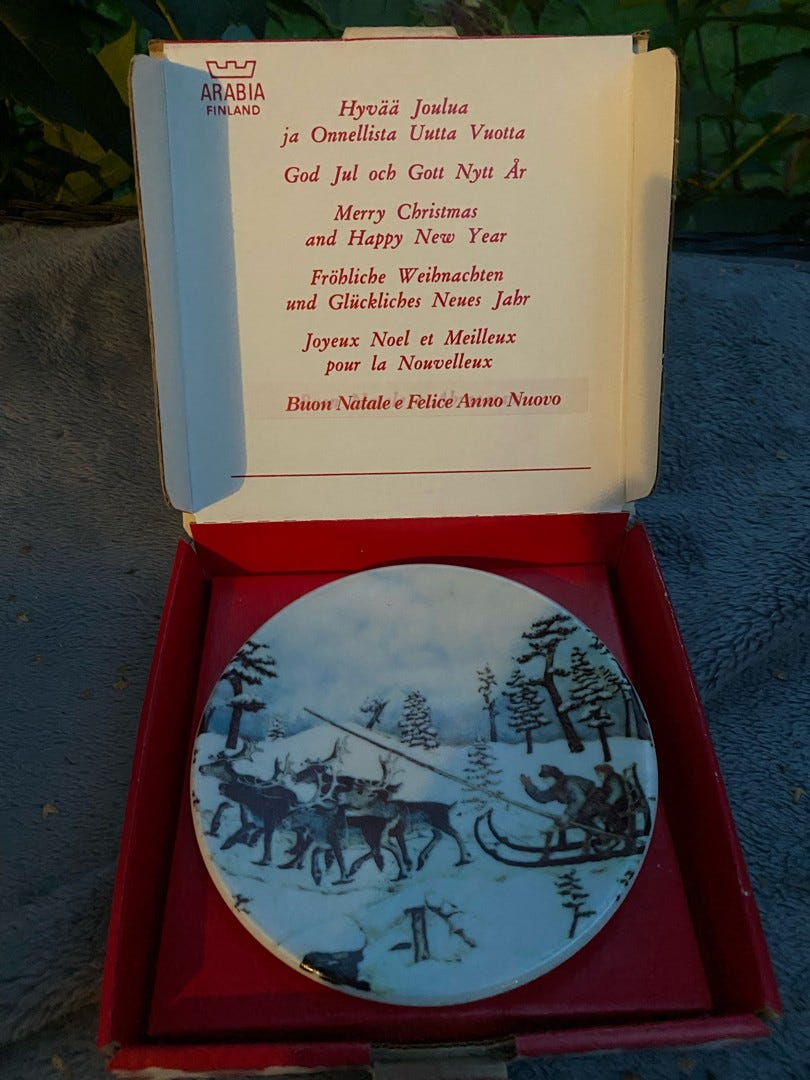 ARABIA
FINLAND
Hyvää Joulua
ja Onnellista Uutta Vuotta
God Jul och Gott Nytt År
Merry Christmas
and Happy New Year
Fröhliche Weihnachten
und Glückliches Neues Jahr
Joyeux Noel et Meilleux
pour la Nouvelleux
Buon Natale e Felice Anno Nuovo